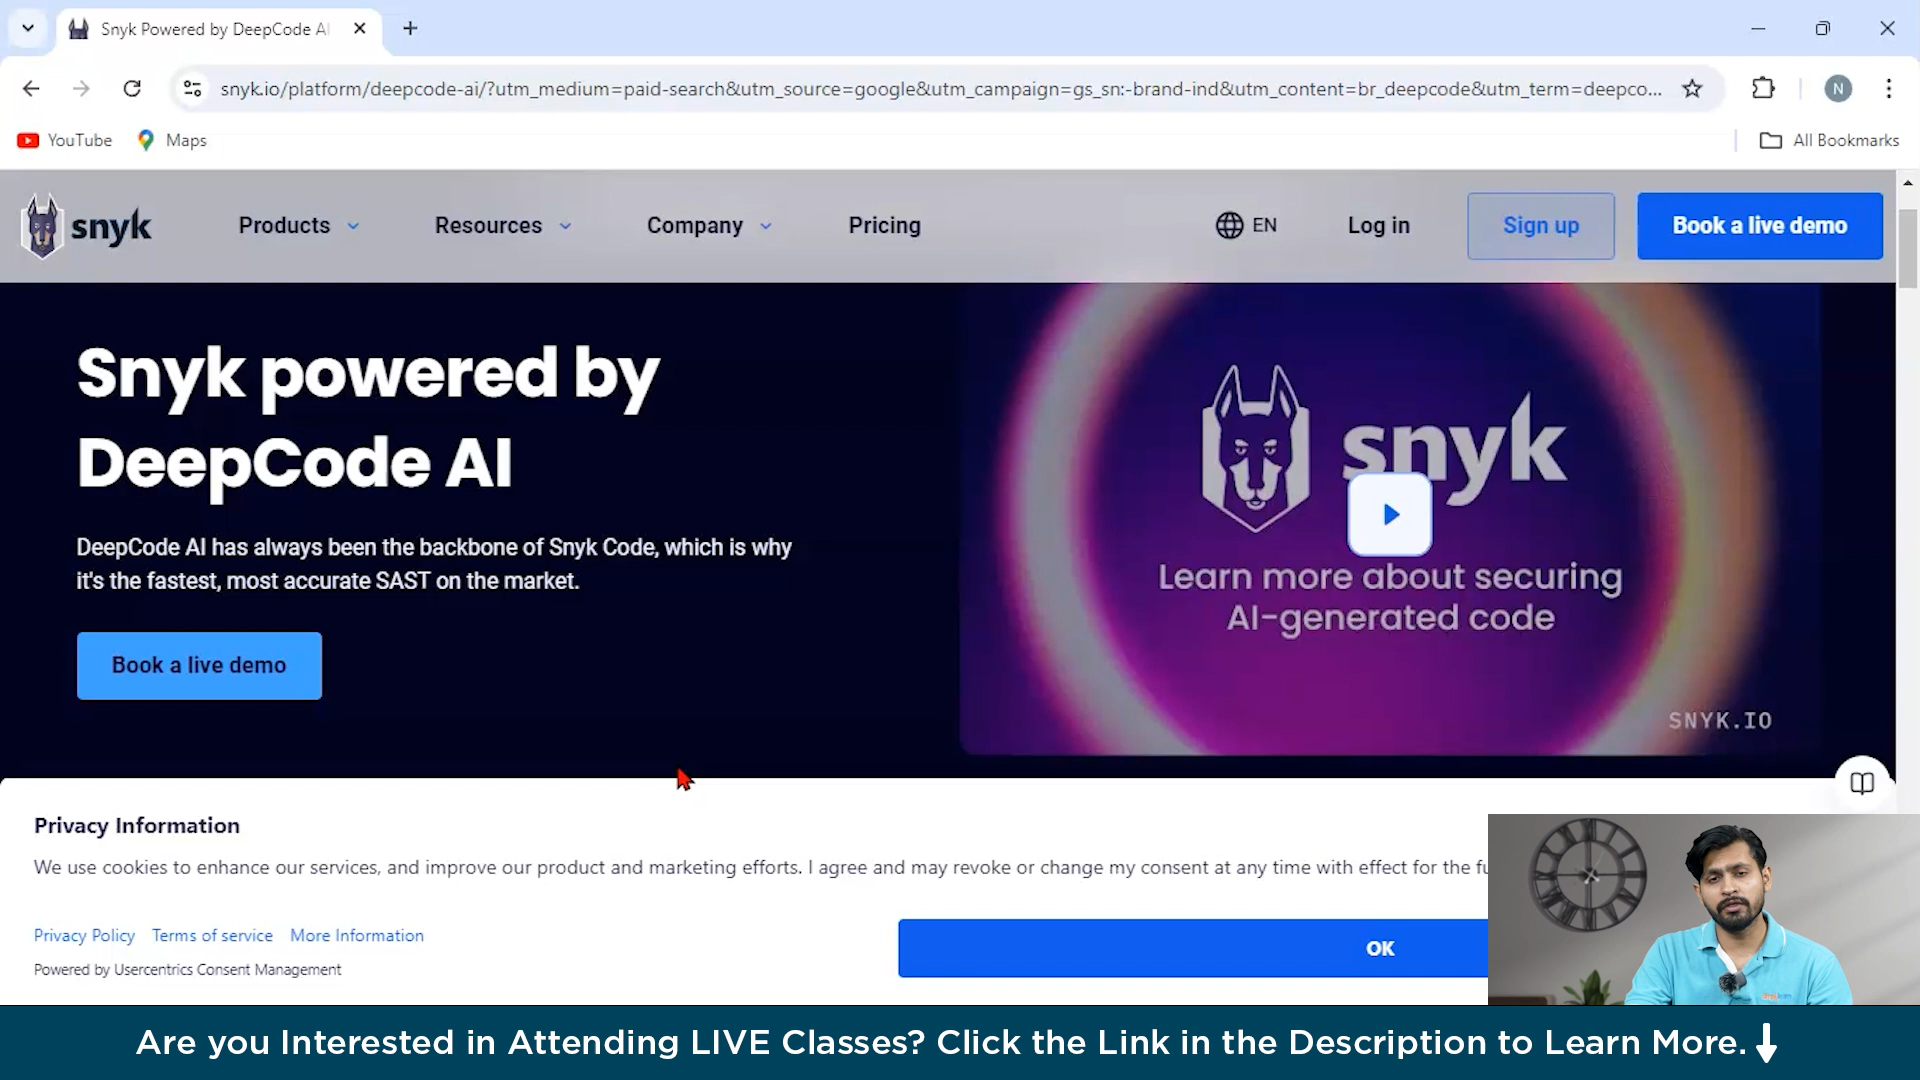 Snyk Powered by DeepCode AI
snyk.io/platform/deepcode-ai/?utm_medium=paid-search&utm_source=google&utm_campaign=gs_sn:-brand-ind&utm_content=br_deepcode&utm_term=deepco...
N
YouTube
Maps
All Bookmarks
snyk
Products
Resources
Company
Pricing
EN
Log in
Sign up
Book a live demo
Snyk powered by
DeepCode AI
DeepCode AI has always been the backbone of Snyk Code, which is why
it's the fastest, most accurate SAST on the market.
Book a live demo
snyk
Learn more about securing
AI-generated code
SNYK.IO
Privacy Information
We use cookies to enhance our services, and improve our product and marketing efforts. I agree and may revoke or change my consent at any time with effect for the
Privacy Policy
Terms of service
More Information
OK
Powered by Usercentrics Consent Management
Are you Interested in Attending LIVE Classes? Click the Link in the Description to Learn More.